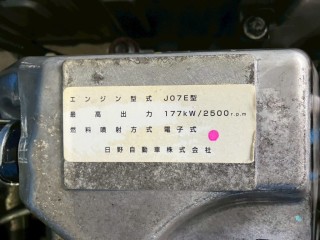 エンジン型式 J07E型
最高出力 177kW/2500r.p.m
燃料噴射方式 電子式
日野自動車株式会社